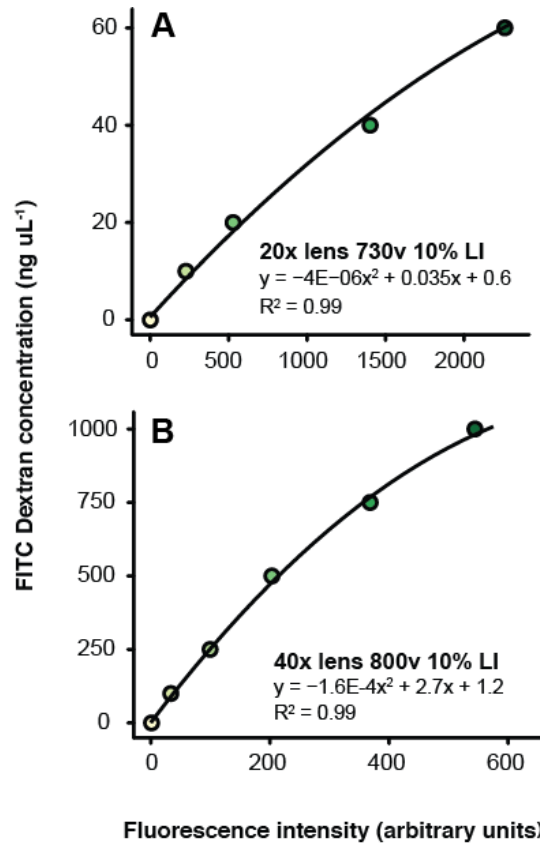 A
60
40
20
0
20x lens 730v 10% LI
y = −4E−06x² + 0.035x + 0.6
R² = 0.99
0 500 1000 1500 2000
FITC Dextran concentration (ng uL⁻¹)
B
1000
750
500
250
0
40x lens 800v 10% LI
y = −1.6E-4x² + 2.7x + 1.2
R² = 0.99
0 200 400 600
Fluorescence intensity (arbitrary units)